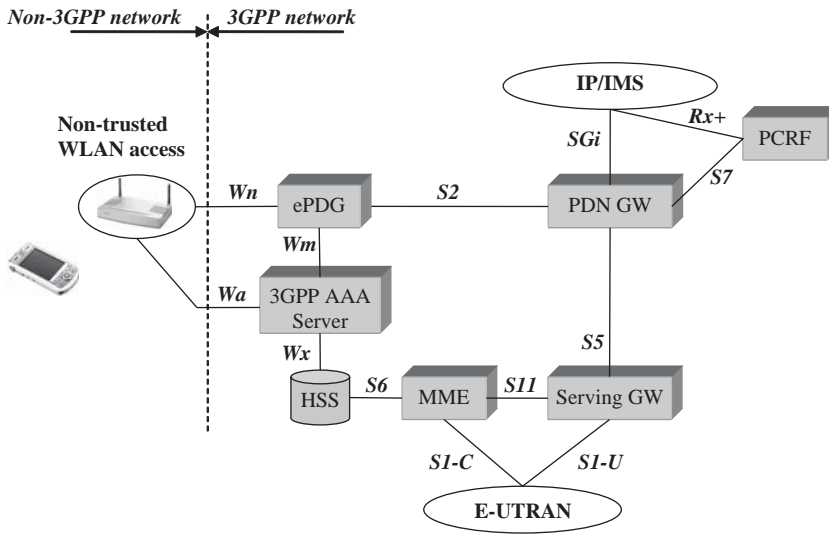 Non-3GPP network
3GPP network
IP/IMS
Rx+
PCRF
Non-trusted
WLAN access
SGi
S7
Wn
ePDG
S2
PDN GW
Wm
Wa
3GPP AAA
Server
Wx
S5
HSS
S6
MME
S11
Serving GW
S1-C
S1-U
E-UTRAN